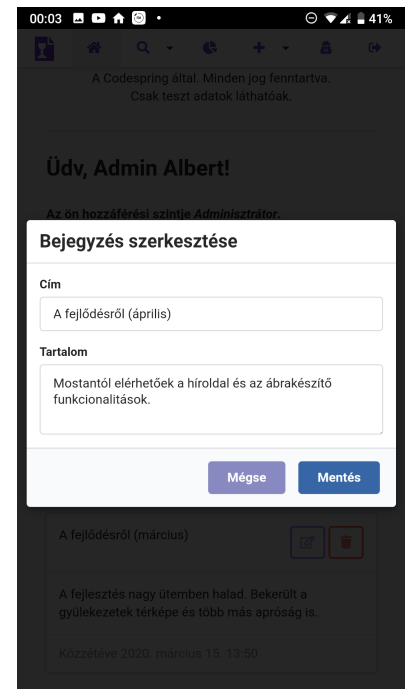 00:03
41%
A Codespring által. Minden jog fenntartva.
Csak teszt adatok láthatóak.
Üdv, Admin Albert!
Az ön hozzáférési szintje Adminisztrátor.
Bejegyzés szerkesztése
Cím
A fejlődésről (április)
Tartalom
Mostantól elérhetőek a híroldal és az ábrakészítő
funkcionalitások.
Mégse
Mentés
A fejlődésről (március)
A fejlesztés nagy ütemben halad. Bekerült a
gyülekezetek térképe és több más apróság is.
Közzétéve 2020. március 15. 13:50